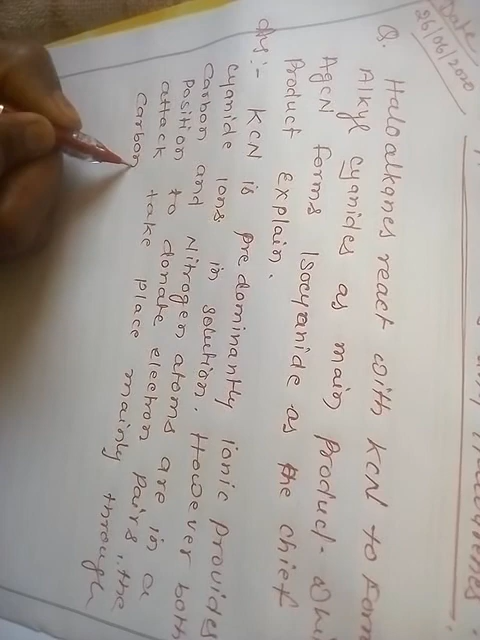 Date
26/06/2020
Q. Haloalkanes react with KCN to Form
Alkyl cyanides as main product. Whi
AgCN forms Isocyanide as the chief
Product Explain.
Ans:- KCN is predominantly ionic provides
cyanide ions in solution. However both
Carbon and Nitrogen atoms are in a
Position to donate electron pairs. the
attack take place mainly through
Carbon